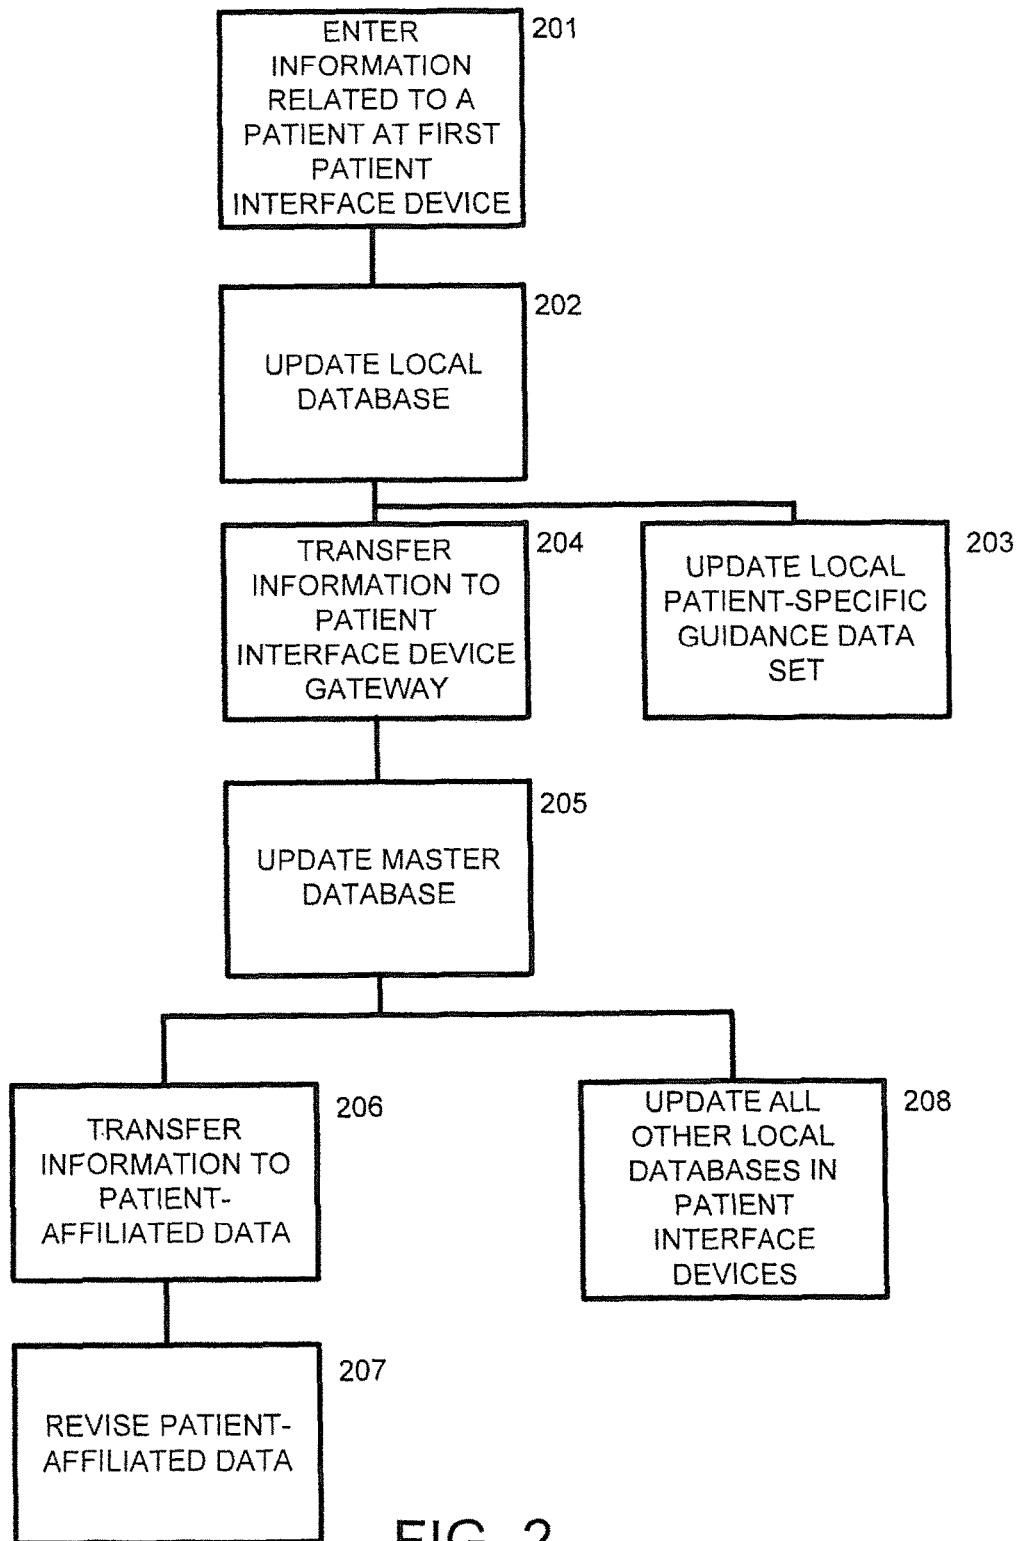 ENTER
INFORMATION
RELATED TO A
PATIENT AT FIRST
PATIENT
INTERFACE DEVICE
201
UPDATE LOCAL
DATABASE
202
TRANSFER
INFORMATION TO
PATIENT
INTERFACE DEVICE
GATEWAY
204
UPDATE LOCAL
PATIENT-SPECIFIC
GUIDANCE DATA
SET
203
UPDATE MASTER
DATABASE
205
TRANSFER
INFORMATION TO
PATIENT-
AFFILIATED DATA
206
UPDATE ALL
OTHER LOCAL
DATABASES IN
PATIENT
INTERFACE
DEVICES
208
REVISE PATIENT-
AFFILIATED DATA
207
FIG. 2